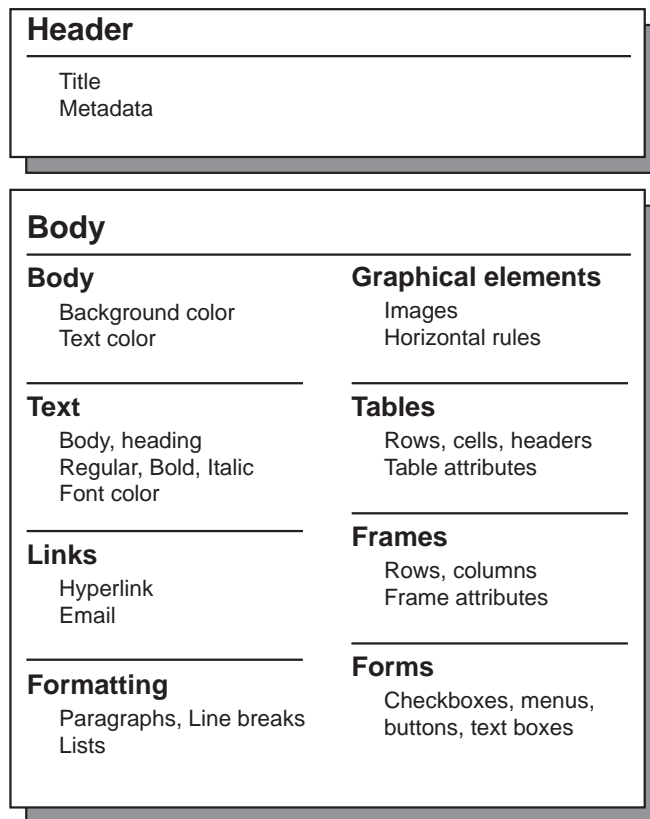 Header
Title
Metadata
Body
Body
Background color
Text color
Text
Body, heading
Regular, Bold, Italic
Font color
Links
Hyperlink
Email
Formatting
Paragraphs, Line breaks
Lists
Graphical elements
Images
Horizontal rules
Tables
Rows, cells, headers
Table attributes
Frames
Rows, columns
Frame attributes
Forms
Checkboxes, menus,
buttons, text boxes